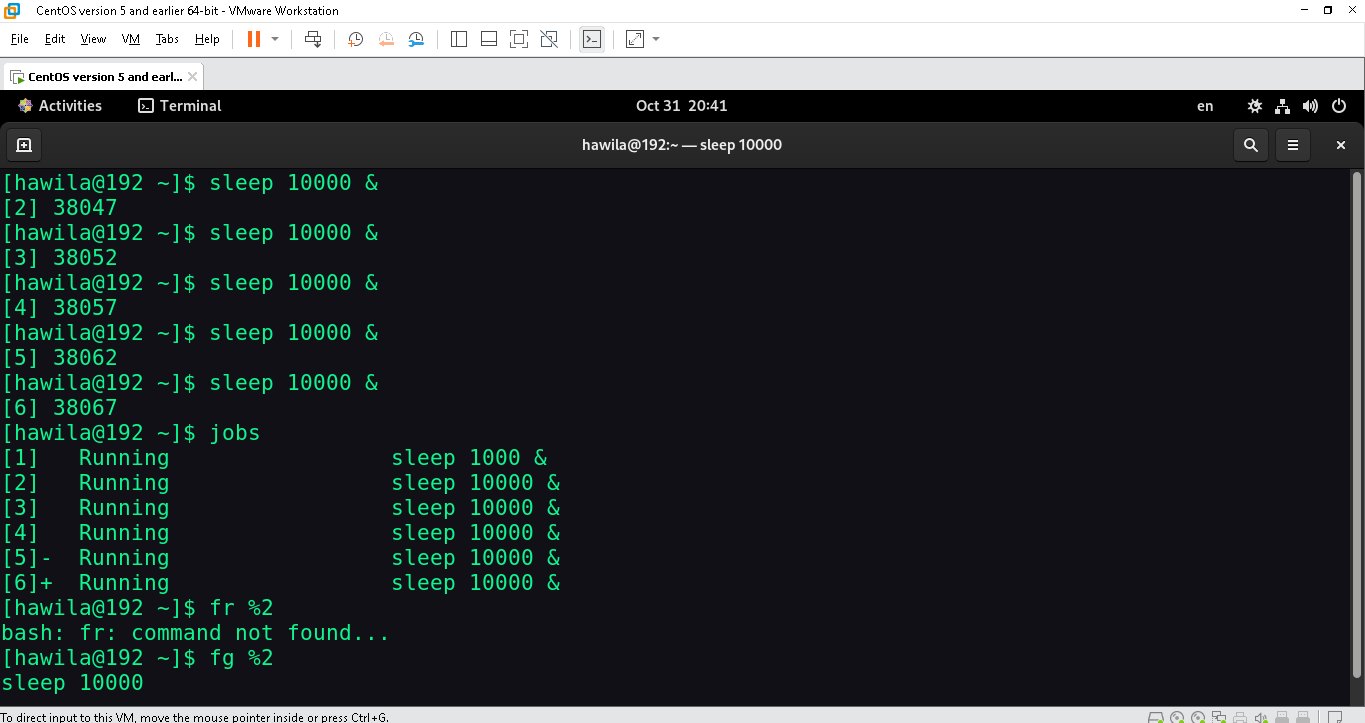 CentOS version 5 and earlier 64-bit - VMware Workstation
File Edit View VM Tabs Help
CentOS version 5 and earl...
Activities Terminal Oct 31 20:41 en
hawila@192:~ — sleep 10000
[hawila@192 ~]$ sleep 10000 &
[2] 38047
[hawila@192 ~]$ sleep 10000 &
[3] 38052
[hawila@192 ~]$ sleep 10000 &
[4] 38057
[hawila@192 ~]$ sleep 10000 &
[5] 38062
[hawila@192 ~]$ sleep 10000 &
[6] 38067
[hawila@192 ~]$ jobs
[1]   Running                 sleep 1000 &
[2]   Running                 sleep 10000 &
[3]   Running                 sleep 10000 &
[4]   Running                 sleep 10000 &
[5]-  Running                 sleep 10000 &
[6]+  Running                 sleep 10000 &
[hawila@192 ~]$ fr %2
bash: fr: command not found...
[hawila@192 ~]$ fg %2
sleep 10000
To direct input to this VM, move the mouse pointer inside or press Ctrl+G.